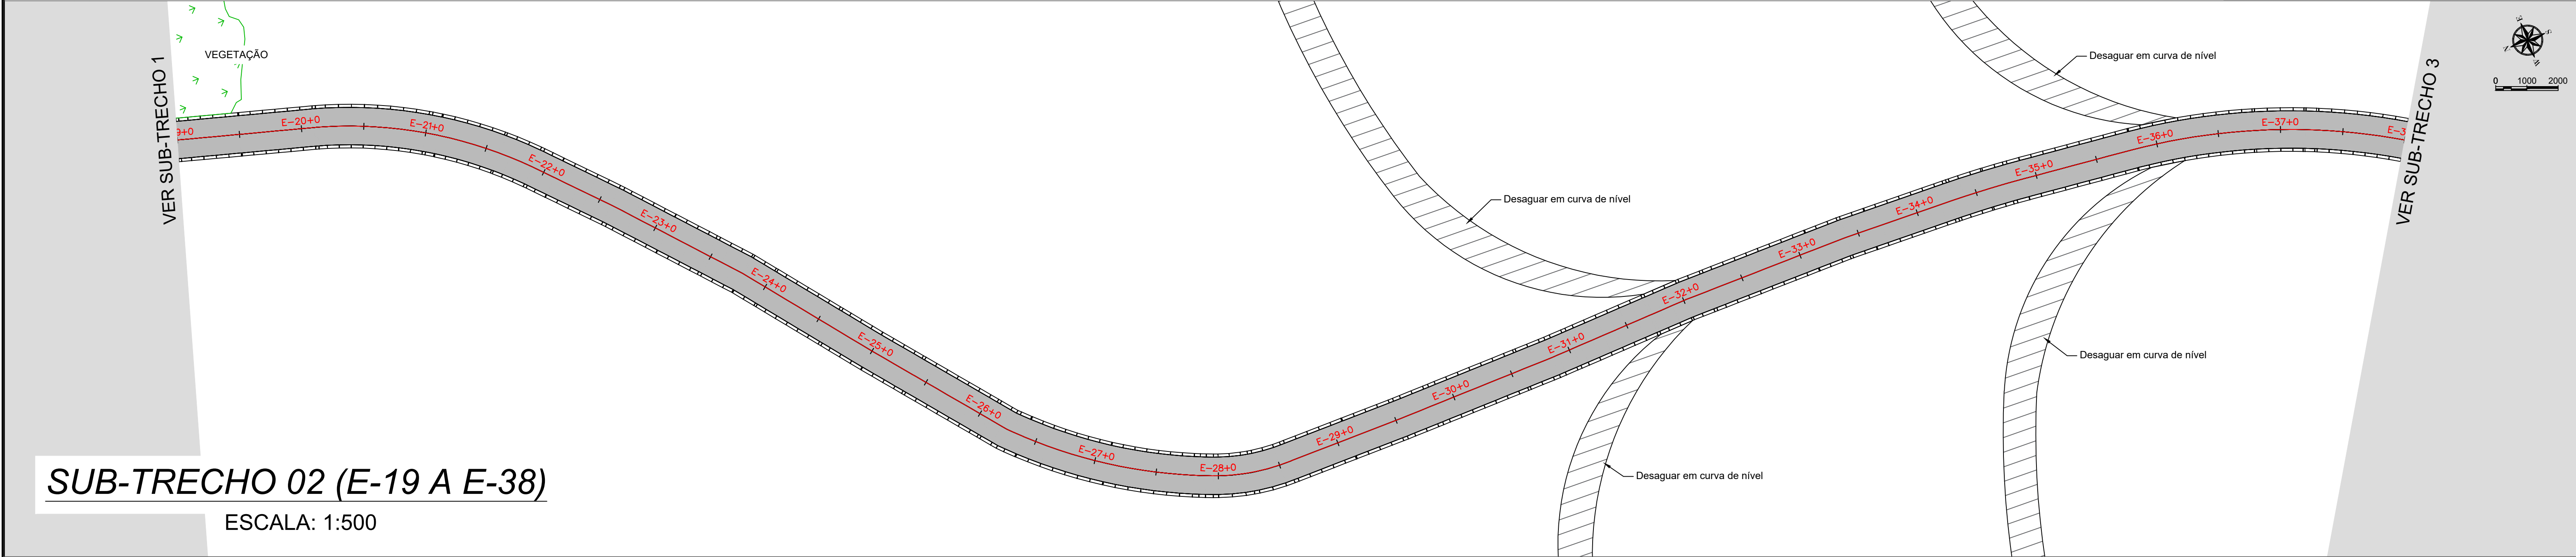 VER SUB-TRECHO 1
VEGETAÇÃO
9+0
E-20+0
E-21+0
E-22+0
E-23+0
E-24+0
E-25+0
E-26+0
E-27+0
E-28+0
E-29+0
E-30+0
E-31+0
E-32+0
E-33+0
E-34+0
E-35+0
E-36+0
E-37+0
E-3
Desaguar em curva de nível
Desaguar em curva de nível
Desaguar em curva de nível
Desaguar em curva de nível
VER SUB-TRECHO 3
0 1000 2000
SUB-TRECHO 02 (E-19 A E-38)
ESCALA: 1:500